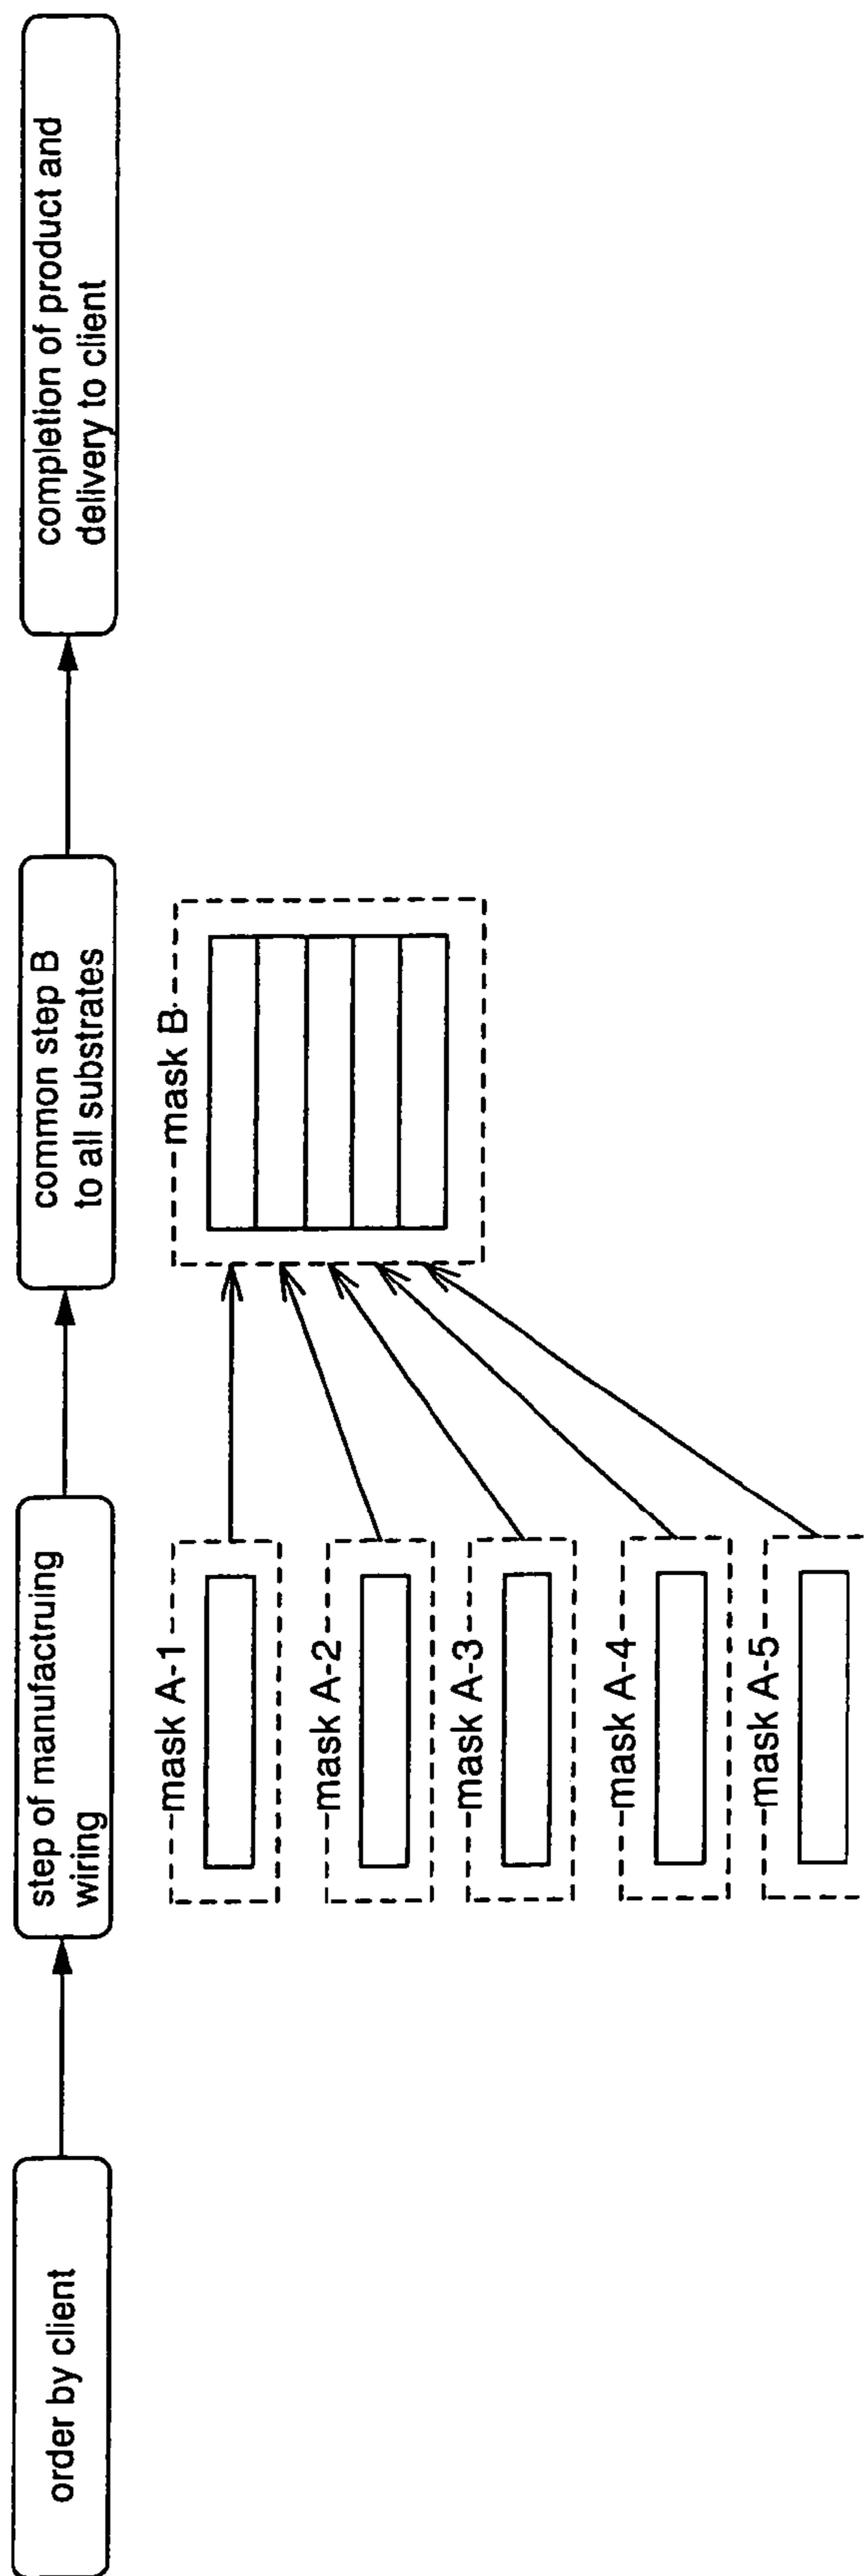 order by client
step of manufactruing
wiring
common step B
to all substrates
completion of product and
delivery to client
mask A-1
mask A-2
mask A-3
mask A-4
mask A-5
mask B